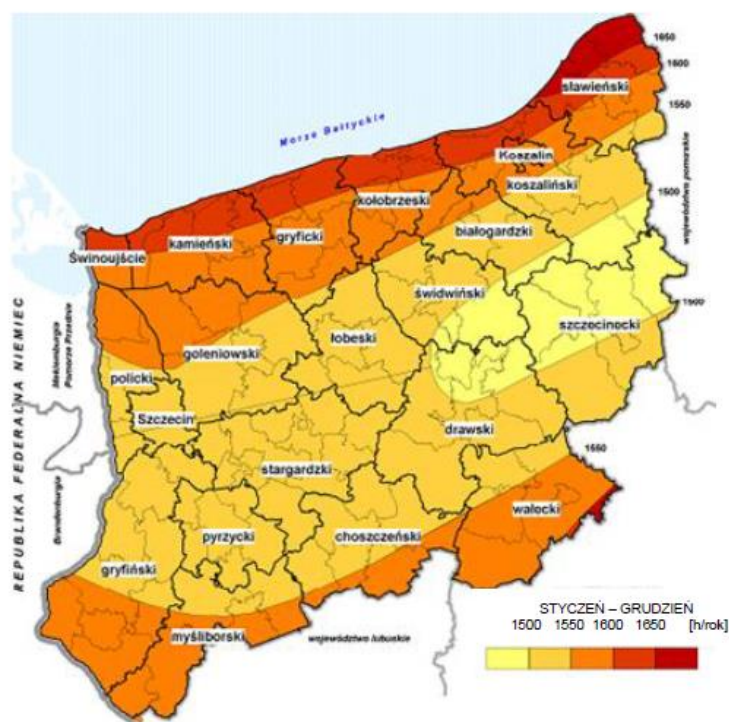 1650
1600
sławieński
1550
Morze Bałtyckie
województwo pomorskie
Koszalin
koszaliński
kołobrzeski
1500
białogardzki
gryficki
kamieński
Świnoujście
świdwiński
1500
szczecinecki
REPUBLIKA FEDERALNA NIEMIEC
Meklemburgia
Pomorze Przednie
łobeski
goleniowski
policki
Szczecin
drawski
1550
stargardzki
Brandenburgia
wałecki
pyrzycki
choszczeński
gryfiński
STYCZEŃ – GRUDZIEŃ
1500 1550 1600 1650 [h/rok]
myśliborski
województwo lubuskie